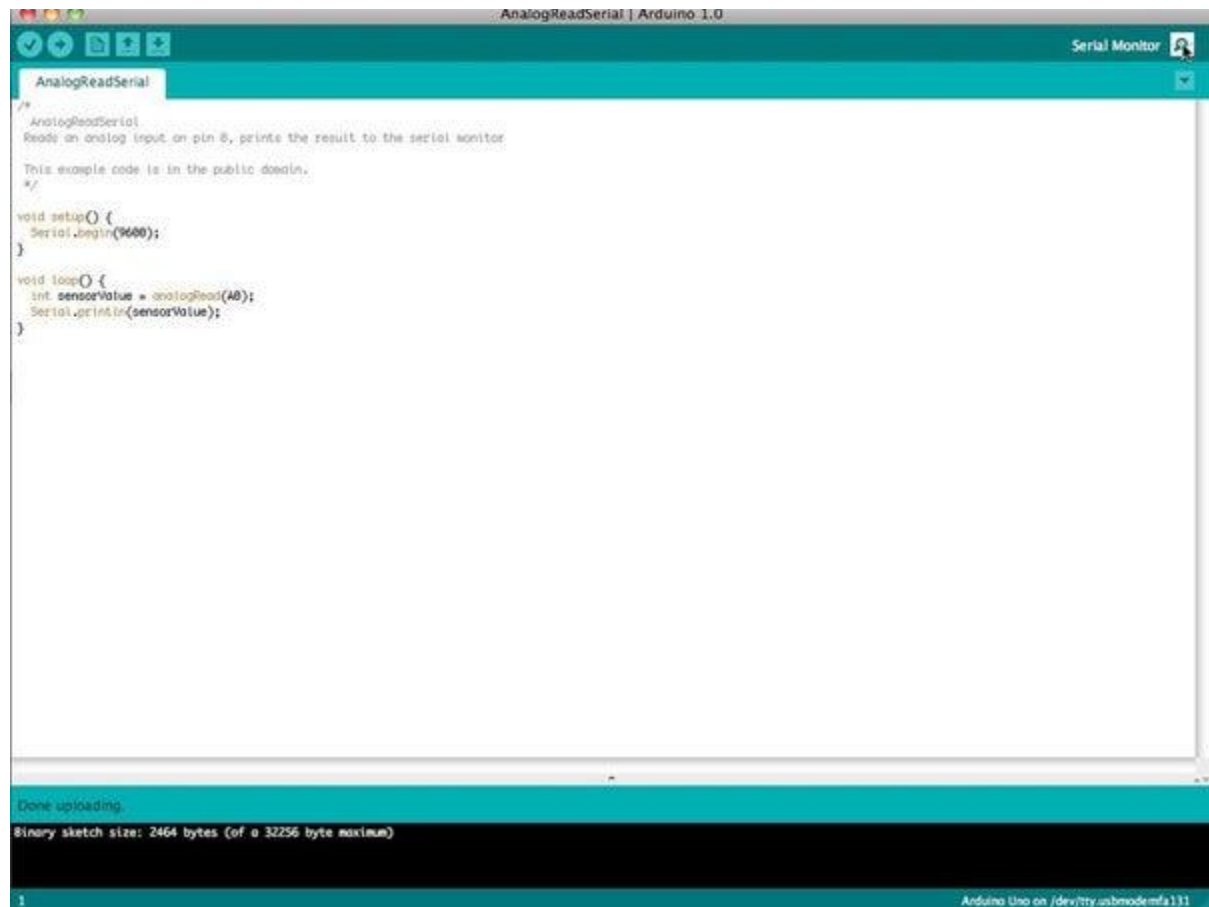 AnalogReadSerial | Arduino 1.0
Serial Monitor
AnalogReadSerial
/*
AnalogReadSerial
Reads an analog input on pin 0, prints the result to the serial monitor
This example code is in the public domain.
*/
void setup() {
Serial.begin(9600);
}
void loop() {
int sensorValue = analogRead(A0);
Serial.println(sensorValue);
}
Done uploading.
Binary sketch size: 2464 bytes (of a 32256 byte maximum)
1
Arduino Uno on /dev/tty.usbmodemfa131